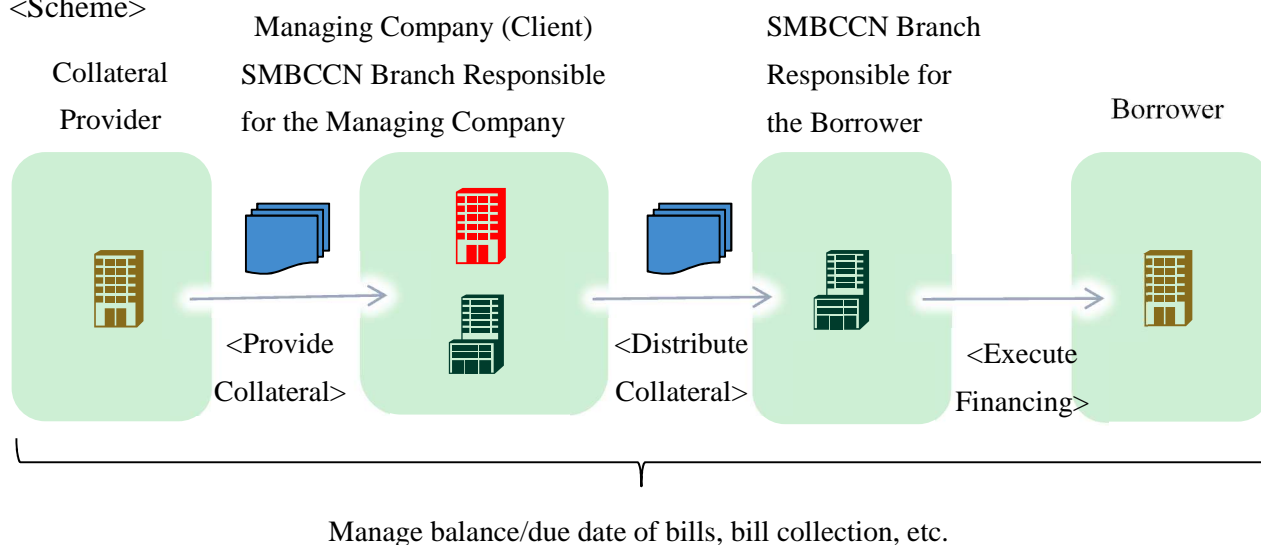 <Scheme>
Collateral
Provider
Managing Company (Client)
SMBCCN Branch Responsible
for the Managing Company
SMBCCN Branch
Responsible for
the Borrower
Borrower
<Provide
Collateral>
<Distribute
Collateral>
<Execute
Financing>
Manage balance/due date of bills, bill collection, etc.